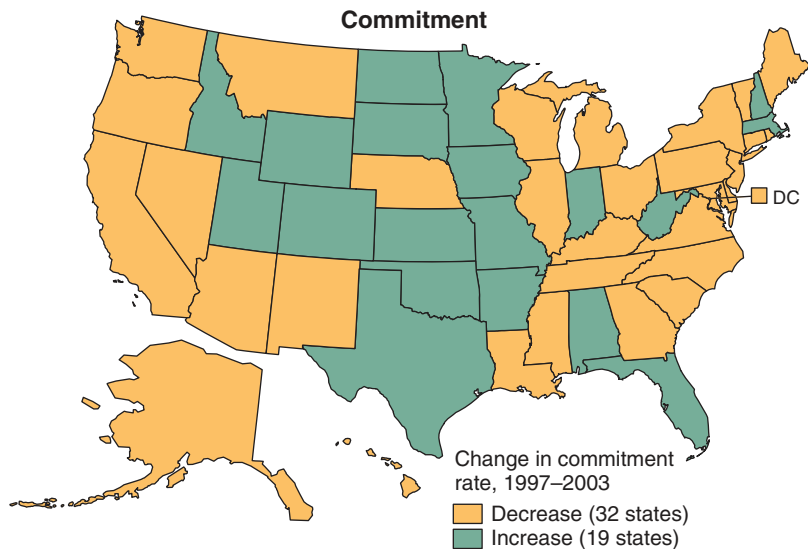 Commitment
DC
Change in commitment
rate, 1997–2003
Decrease (32 states)
Increase (19 states)